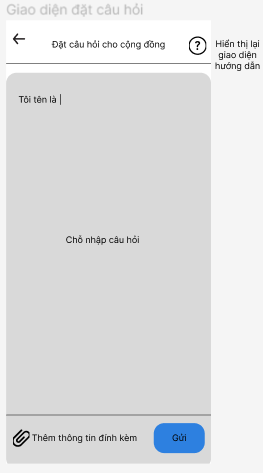 Giao diện đặt câu hỏi
Đặt câu hỏi cho cộng đồng
?
Hiển thị lại
giao diện
hướng dẫn
Tôi tên là |
Chỗ nhập câu hỏi
Thêm thông tin đính kèm
Gửi